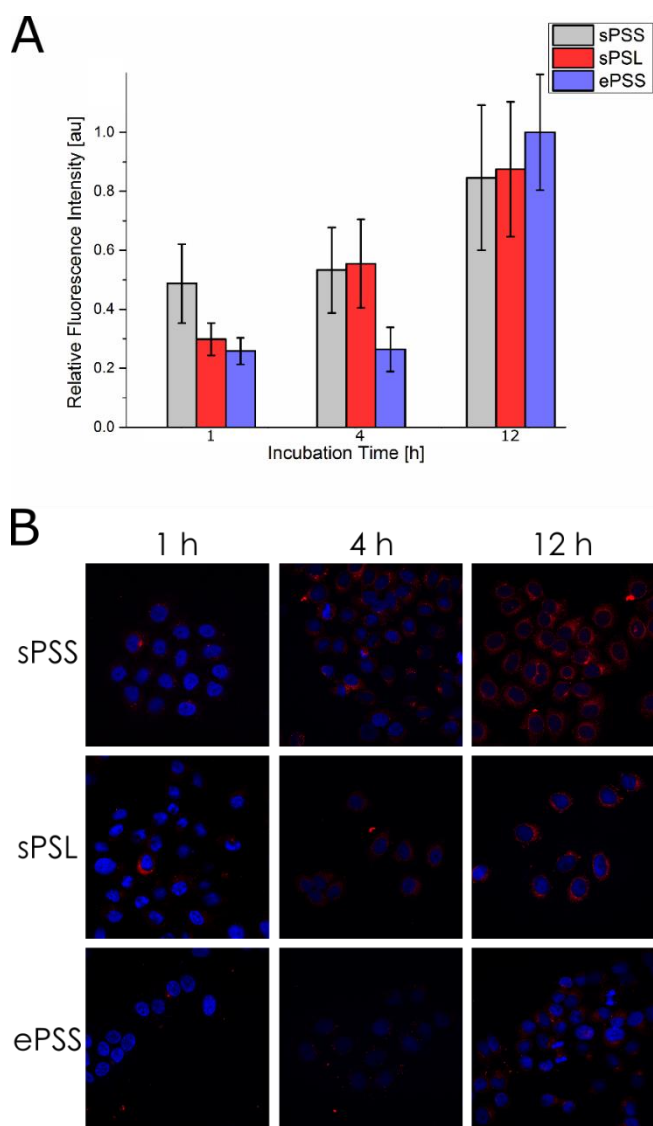 A
sPSS
sPSL
ePSS
Relative Fluorescence Intensity [au]
1.0
0.8
0.6
0.4
0.2
0.0
1 4 12
Incubation Time [h]
B
1 h 4 h 12 h
sPSS
sPSL
ePSS